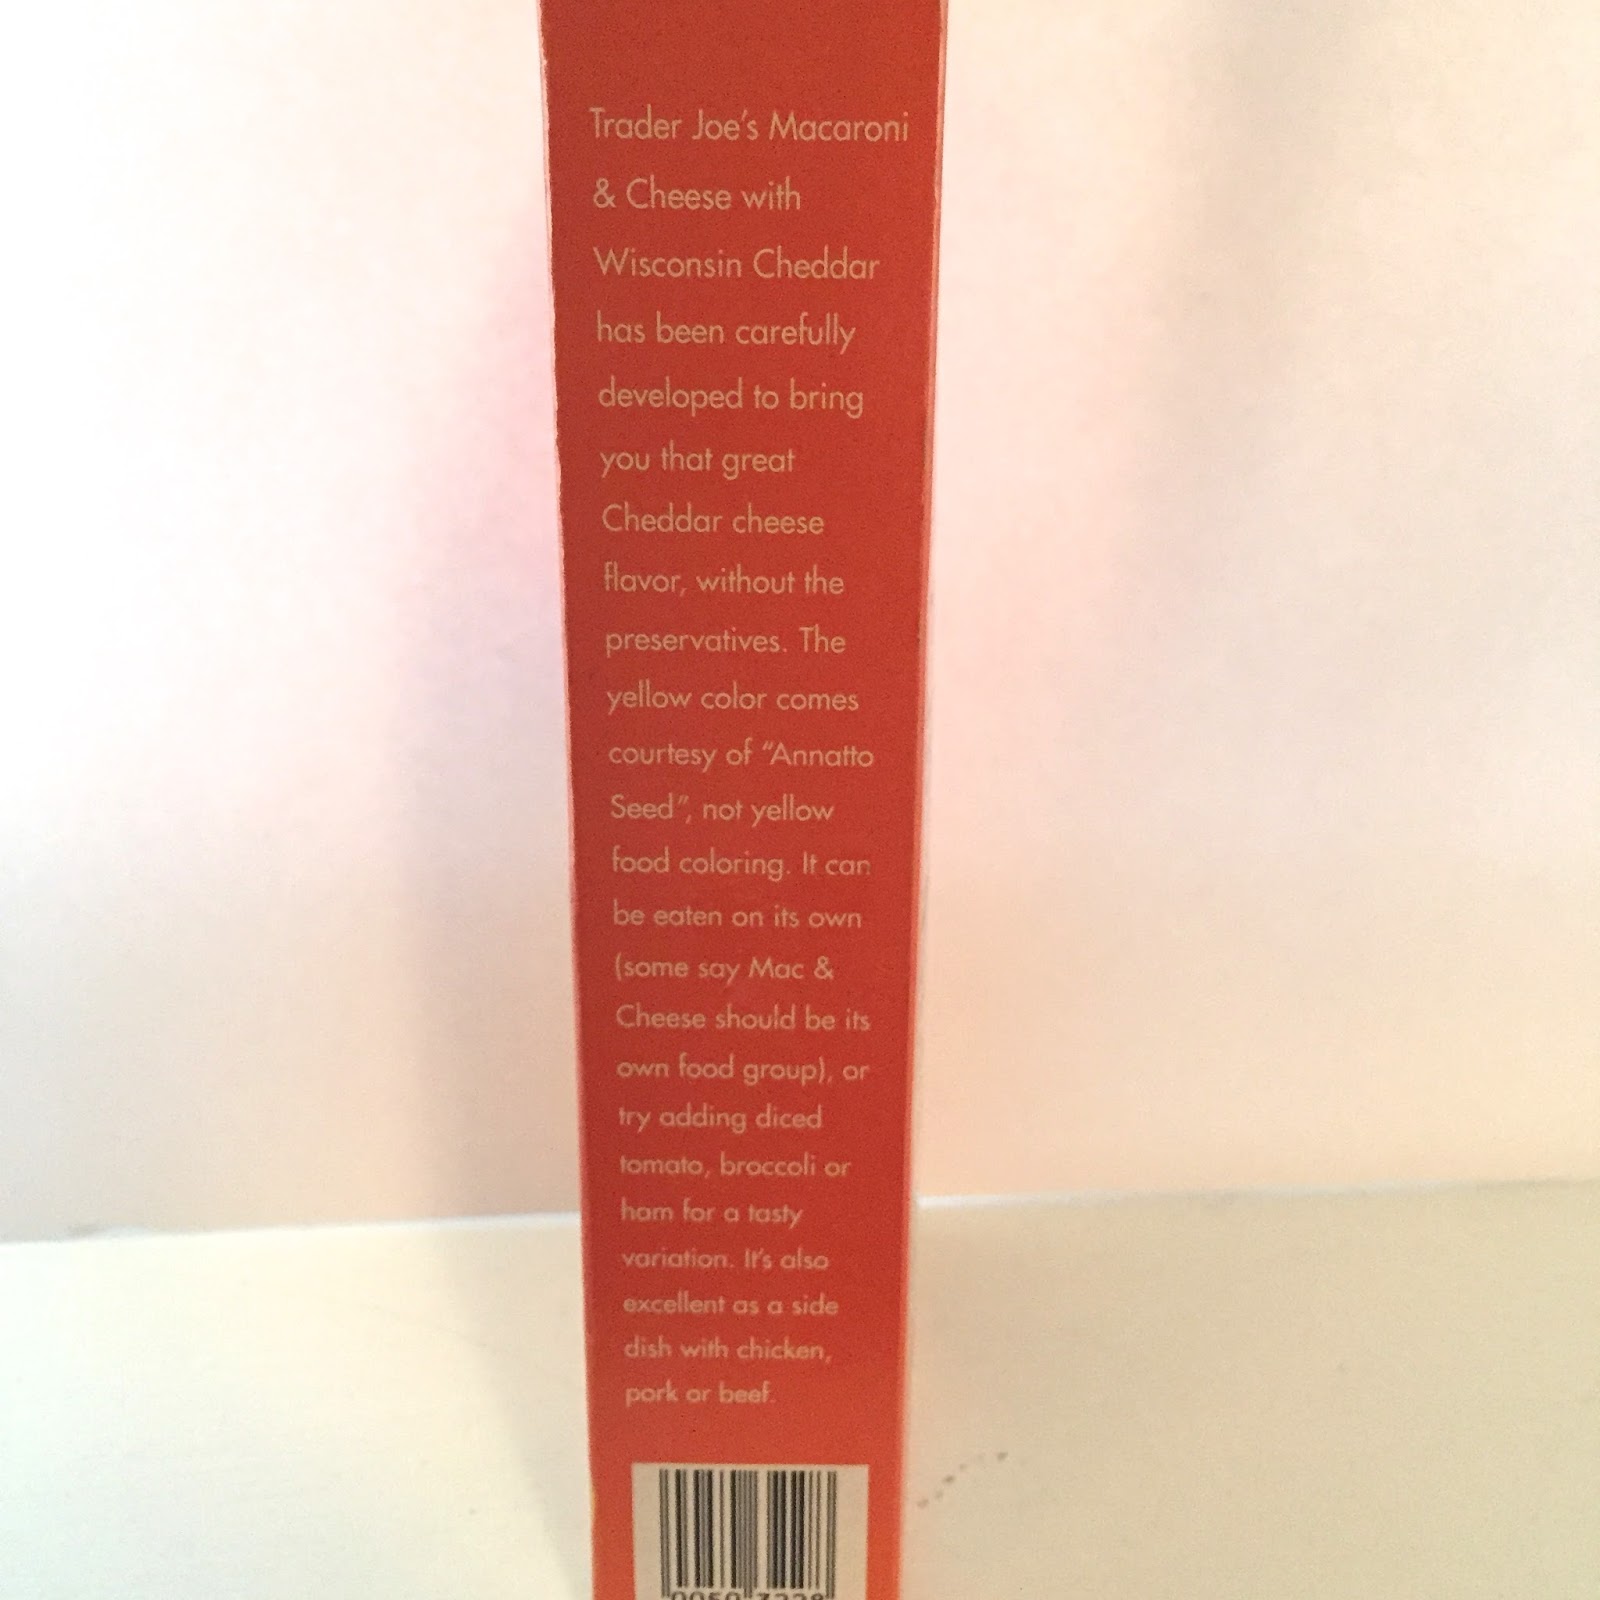 Trader Joe's Macaroni
& Cheese with
Wisconsin Cheddar
has been carefully
developed to bring
you that great
Cheddar cheese
flavor, without the
preservatives. The
yellow color comes
courtesy of "Annatto
Seed", not yellow
food coloring. It can
be eaten on its own
(some say Mac &
Cheese should be its
own food group), or
try adding diced
tomato, broccoli or
ham for a tasty
variation. It's also
excellent as a side
dish with chicken,
pork or beef.